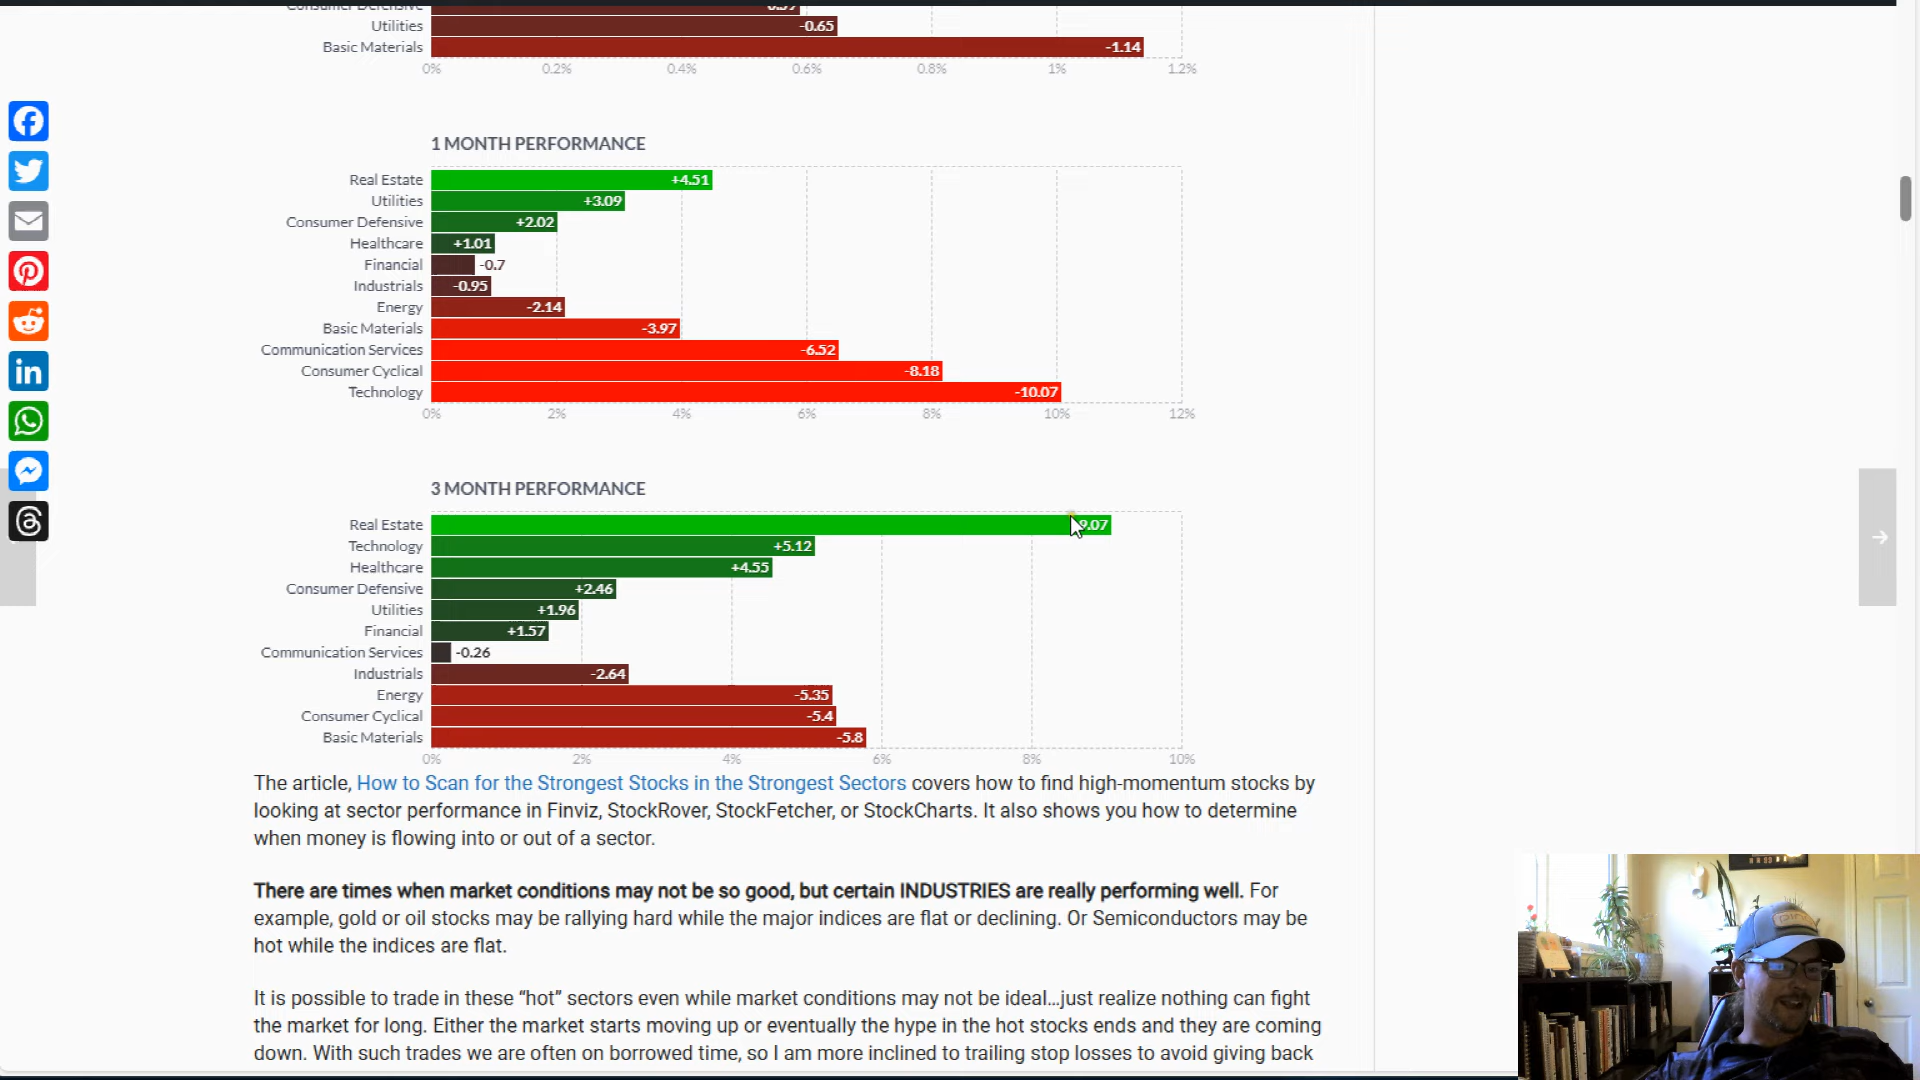 Utilities -0.65
Basic Materials -1.14
0% 0.2% 0.4% 0.6% 0.8% 1% 1.2%
1 MONTH PERFORMANCE
Real Estate +4.51
Utilities +3.09
Consumer Defensive +2.02
Healthcare +1.01
Financial -0.7
Industrials -0.95
Energy -2.14
Basic Materials -3.97
Communication Services -6.52
Consumer Cyclical -8.18
Technology -10.07
0% 2% 4% 6% 8% 10% 12%
3 MONTH PERFORMANCE
Real Estate 9.07
Technology +5.12
Healthcare +4.55
Consumer Defensive +2.46
Utilities +1.96
Financial +1.57
Communication Services -0.26
Industrials -2.64
Energy -5.35
Consumer Cyclical -5.4
Basic Materials -5.8
0% 2% 4% 6% 8% 10%
The article, How to Scan for the Strongest Stocks in the Strongest Sectors covers how to find high-momentum stocks by
looking at sector performance in Finviz, StockRover, StockFetcher, or StockCharts. It also shows you how to determine
when money is flowing into or out of a sector.
There are times when market conditions may not be so good, but certain INDUSTRIES are really performing well. For
example, gold or oil stocks may be rallying hard while the major indices are flat or declining. Or Semiconductors may be
hot while the indices are flat.
It is possible to trade in these “hot” sectors even while market conditions may not be ideal…just realize nothing can fight
the market for long. Either the market starts moving up or eventually the hype in the hot stocks ends and they are coming
down. With such trades we are often on borrowed time, so I am more inclined to trailing stop losses to avoid giving back